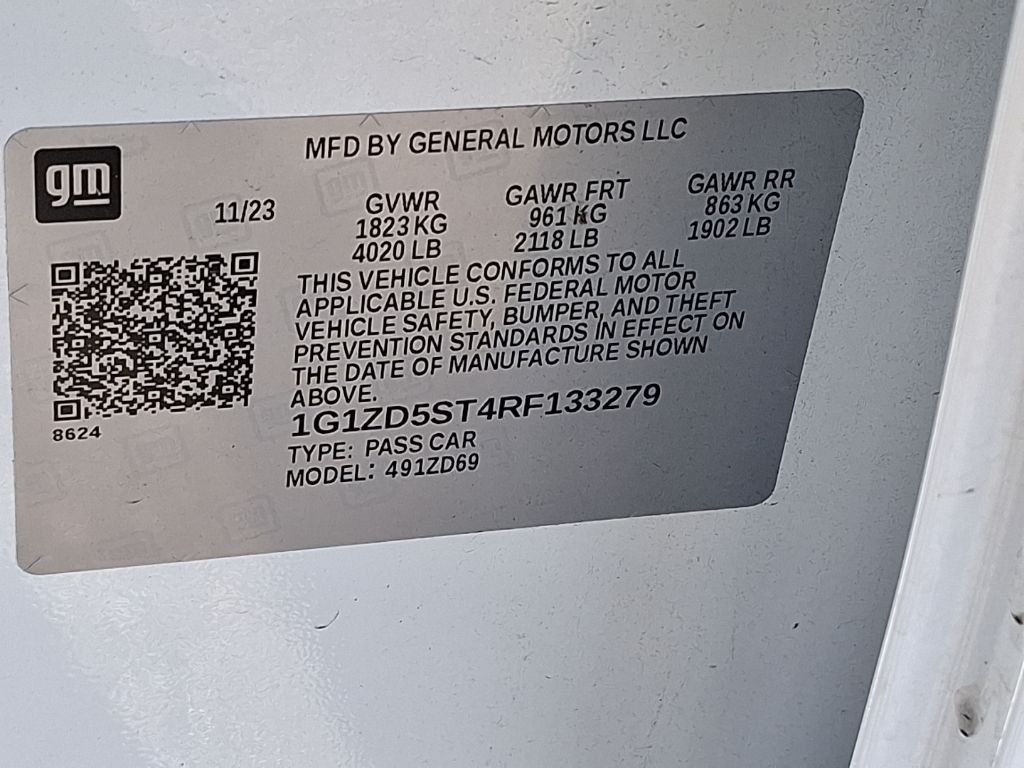 gm
MFD BY GENERAL MOTORS LLC
11/23
GVWR GAWR FRT GAWR RR
1823 KG 961 KG 863 KG
4020 LB 2118 LB 1902 LB
THIS VEHICLE CONFORMS TO ALL
APPLICABLE U.S. FEDERAL MOTOR
VEHICLE SAFETY, BUMPER, AND THEFT
PREVENTION STANDARDS IN EFFECT ON
THE DATE OF MANUFACTURE SHOWN
ABOVE.
1G1ZD5ST4RF133279
8624
TYPE: PASS CAR
MODEL: 491ZD69